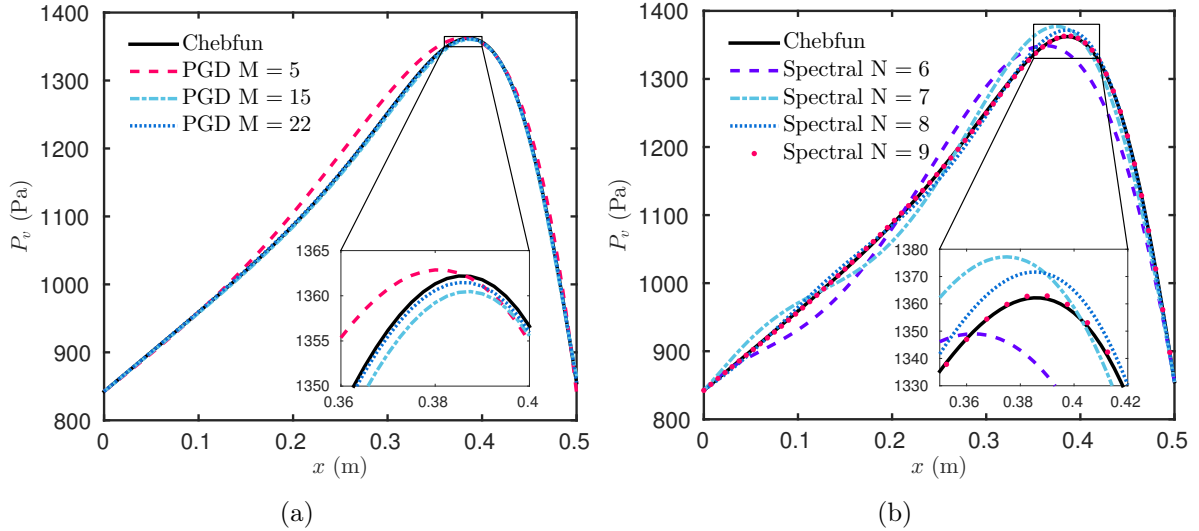 1400
1300
1200
1100
1000
900
800
P_v (Pa)
Chebfun
PGD M = 5
PGD M = 15
PGD M = 22
1365
1360
1355
1350
0.36
0.38
0.4
0 0.1 0.2 0.3 0.4 0.5
x (m)
(a)
1400
1300
1200
1100
1000
900
800
P_v (Pa)
Chebfun
Spectral N = 6
Spectral N = 7
Spectral N = 8
Spectral N = 9
1380
1370
1360
1350
1340
1330
0.36
0.38
0.4
0.42
0 0.1 0.2 0.3 0.4 0.5
x (m)
(b)